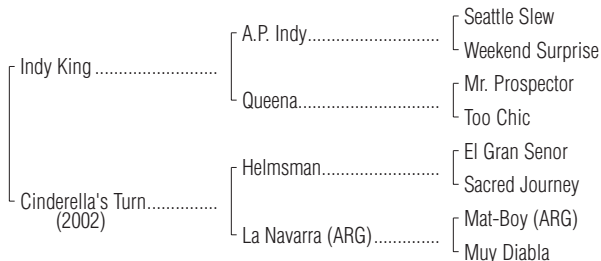 Seattle Slew
A.P. Indy..............................
Weekend Surprise
Indy King ..........................
Mr. Prospector
Queena..............................
Too Chic
El Gran Senor
Helmsman.........................
Sacred Journey
Cinderella's Turn...............
(2002)
Mat-Boy (ARG)
La Navarra (ARG)..............
Muy Diabla